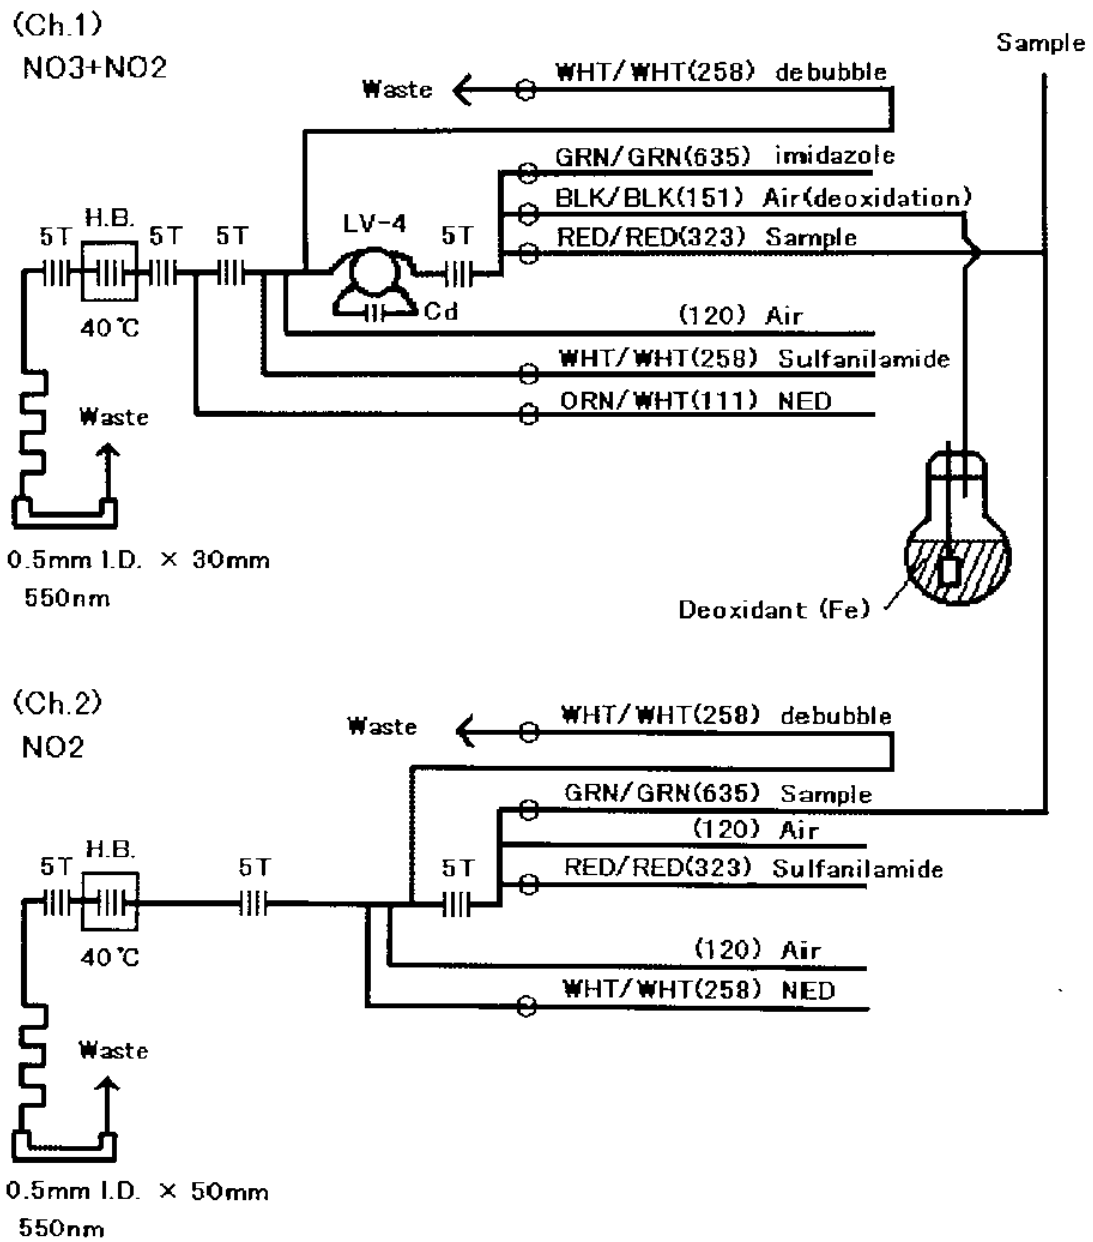 (Ch.1)
NO3+NO2
Sample
Waste
WHT/WHT(258) debubble
GRN/GRN(635) imidazole
BLK/BLK(151) Air(deoxidation)
RED/RED(323) Sample
5T
H.B.
5T
5T
LV-4
5T
40℃
Cd
(120) Air
WHT/WHT(258) Sulfanilamide
ORN/WHT(111) NED
Waste
0.5mm I.D. × 30mm
550nm
Deoxidant (Fe)
(Ch.2)
NO2
Waste
WHT/WHT(258) debubble
GRN/GRN(635) Sample
(120) Air
RED/RED(323) Sulfanilamide
5T
H.B.
5T
5T
40℃
(120) Air
WHT/WHT(258) NED
Waste
0.5mm I.D. × 50mm
550nm